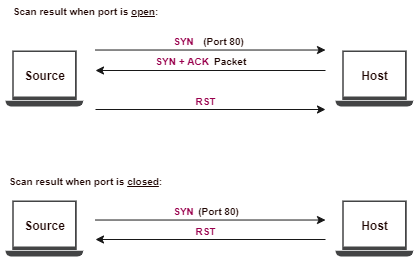 Scan result when port is open:
SYN (Port 80)
SYN + ACK Packet
Source
Host
RST
Scan result when port is closed:
SYN (Port 80)
Source
Host
RST